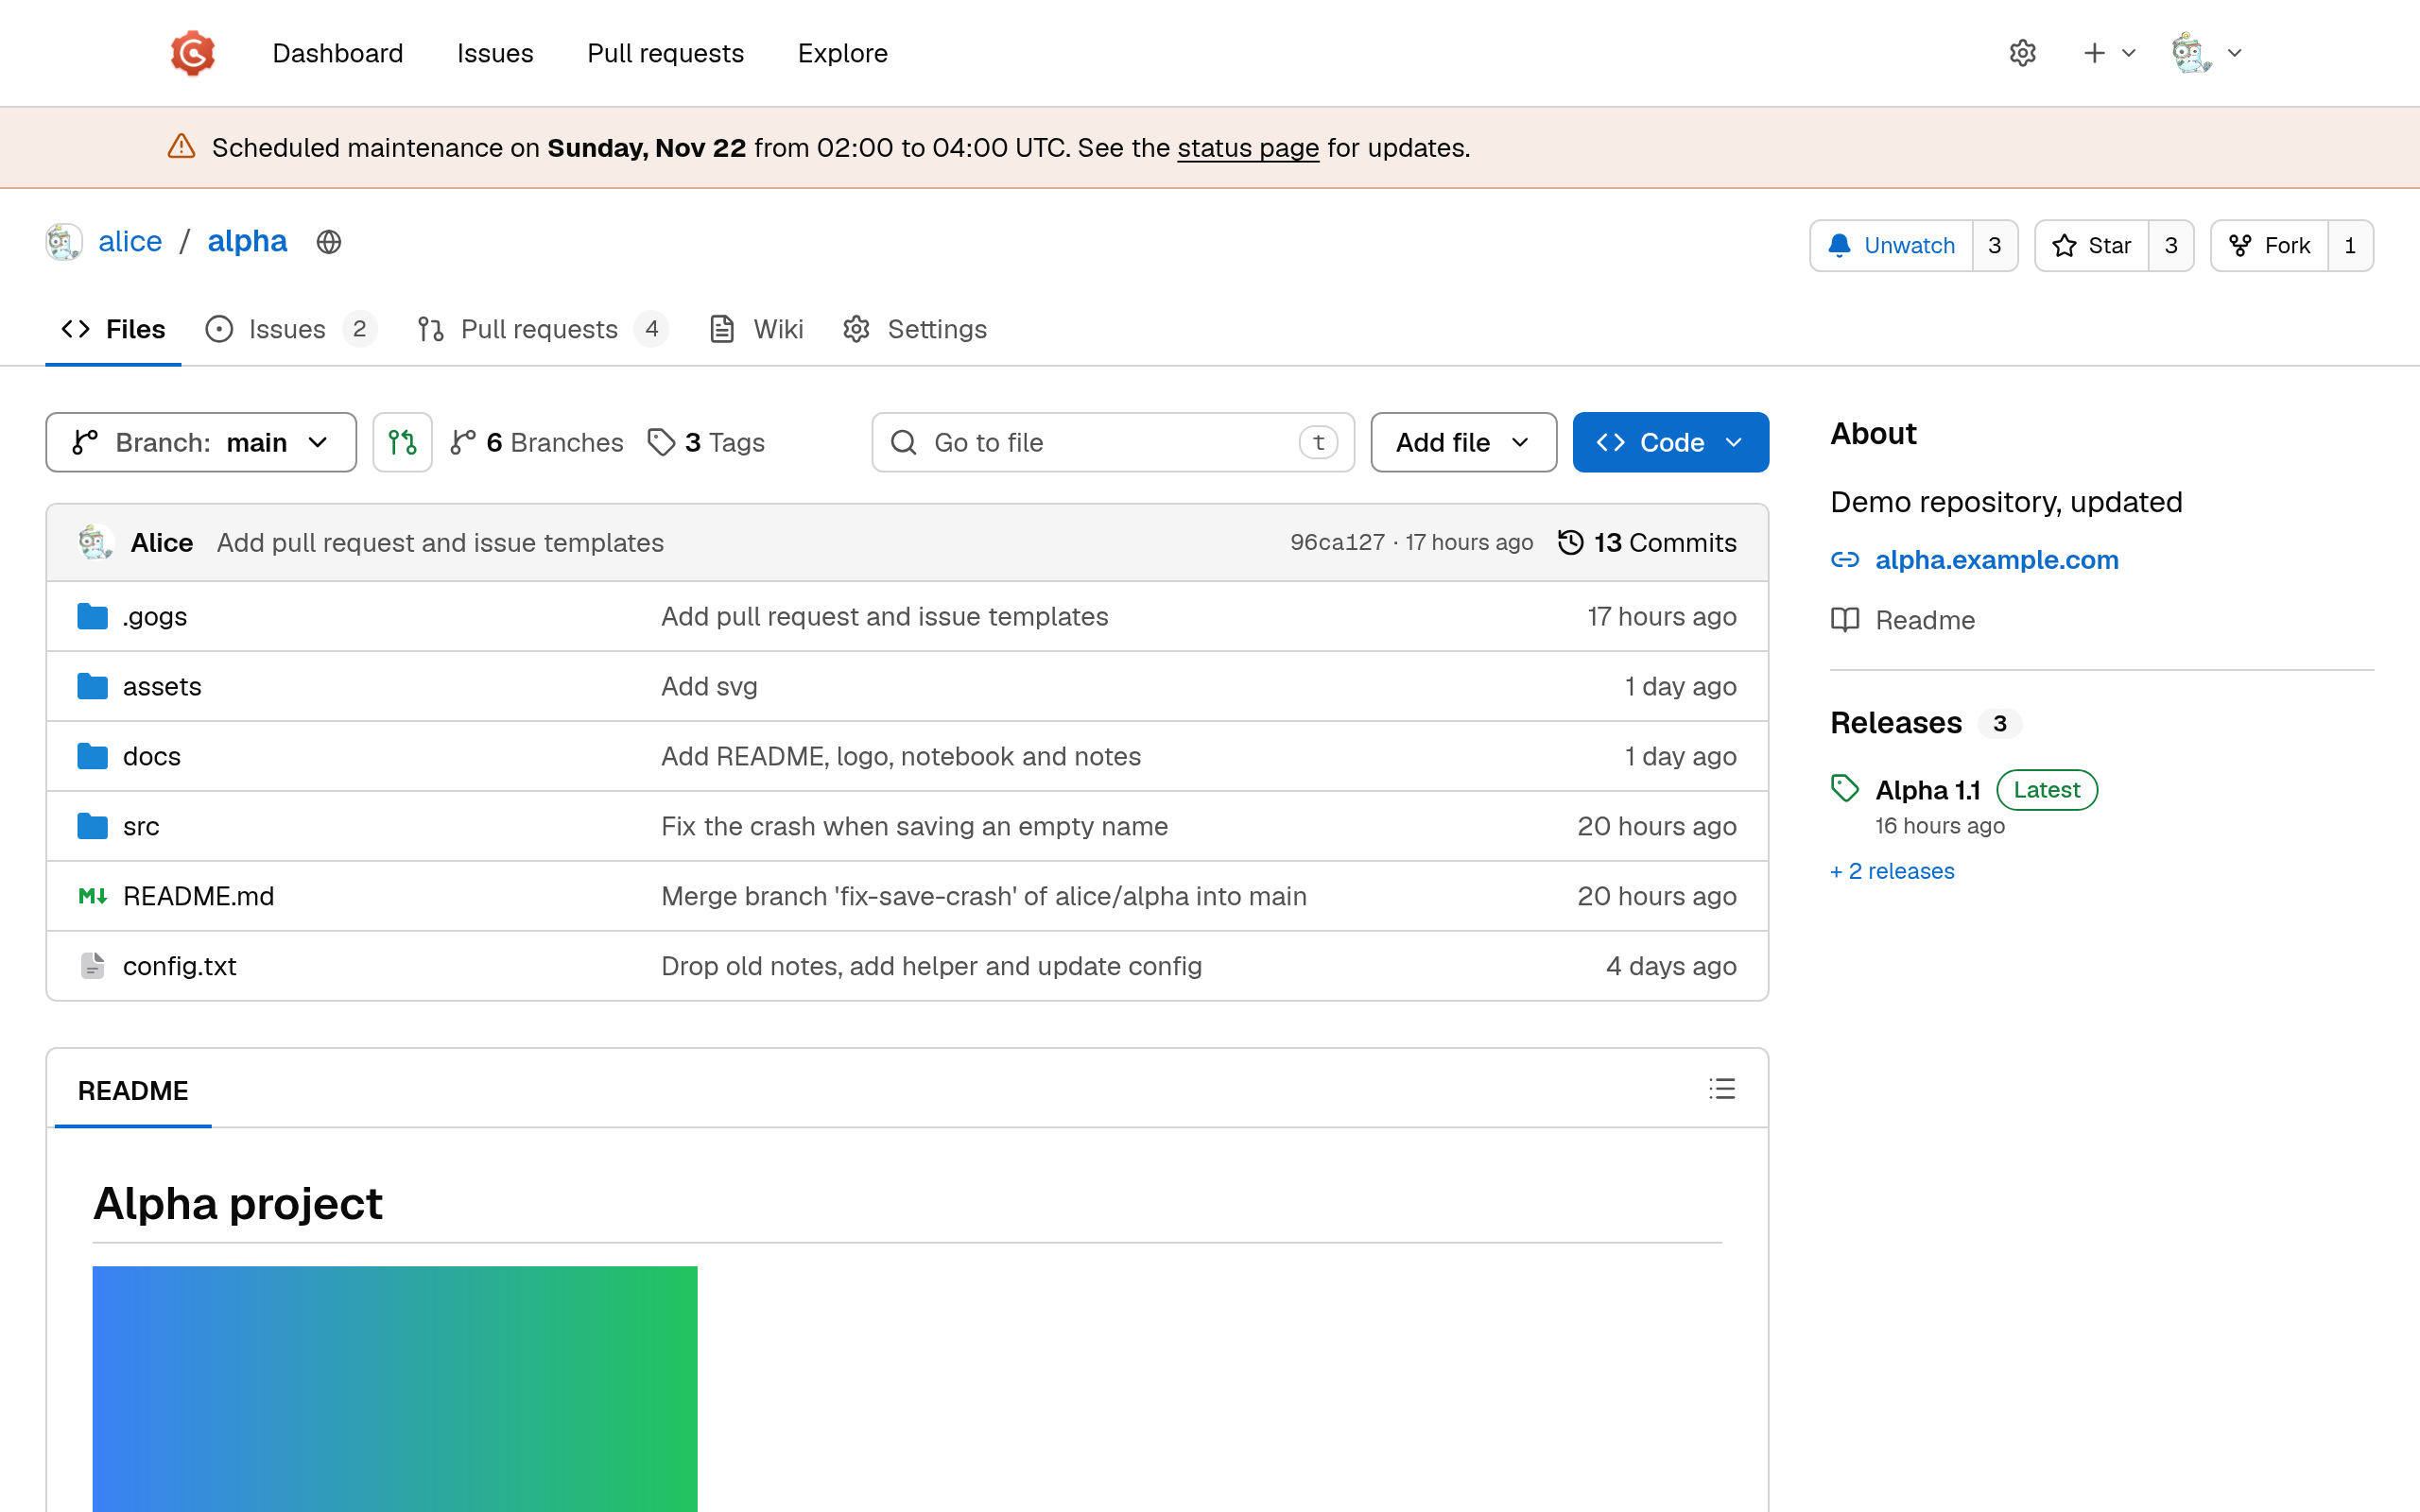 Dashboard Issues Pull requests Explore
Scheduled maintenance on Sunday, Nov 22 from 02:00 to 04:00 UTC. See the status page for updates.
alice / alpha
Unwatch 3 Star 3 Fork 1
Files Issues 2 Pull requests 4 Wiki Settings
Branch: main 6 Branches 3 Tags Go to file t Add file Code
Alice Add pull request and issue templates 96ca127 · 17 hours ago 13 Commits
.gogs Add pull request and issue templates 17 hours ago
assets Add svg 1 day ago
docs Add README, logo, notebook and notes 1 day ago
src Fix the crash when saving an empty name 20 hours ago
README.md Merge branch 'fix-save-crash' of alice/alpha into main 20 hours ago
config.txt Drop old notes, add helper and update config 4 days ago
README
Alpha project
About
Demo repository, updated
alpha.example.com
Readme
Releases 3
Alpha 1.1 Latest
16 hours ago
+ 2 releases